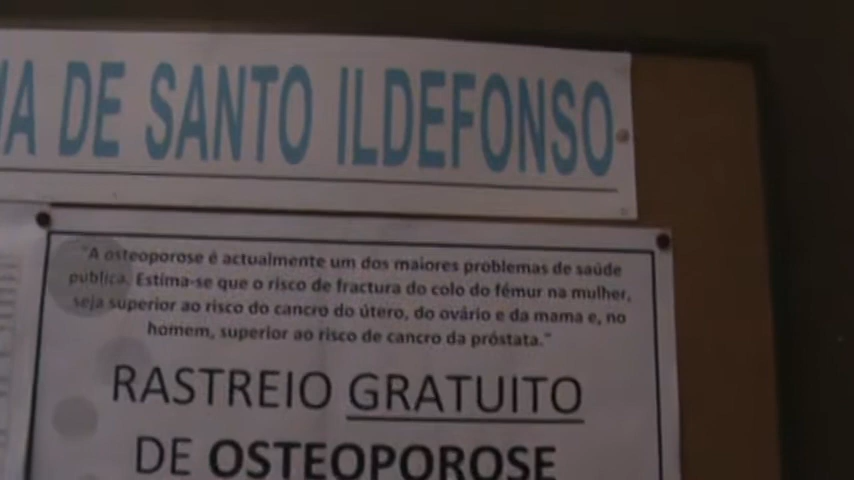 DE SANTO ILDEFONSO
"A osteoporose é actualmente um dos maiores problemas de saúde
pública. Estima-se que o risco de fractura do colo do fémur na mulher,
seja superior ao risco do cancro do útero, do ovário e da mama e, no
homem, superior ao risco de cancro da próstata."
RASTREIO GRATUITO
DE OSTEOPOROSE